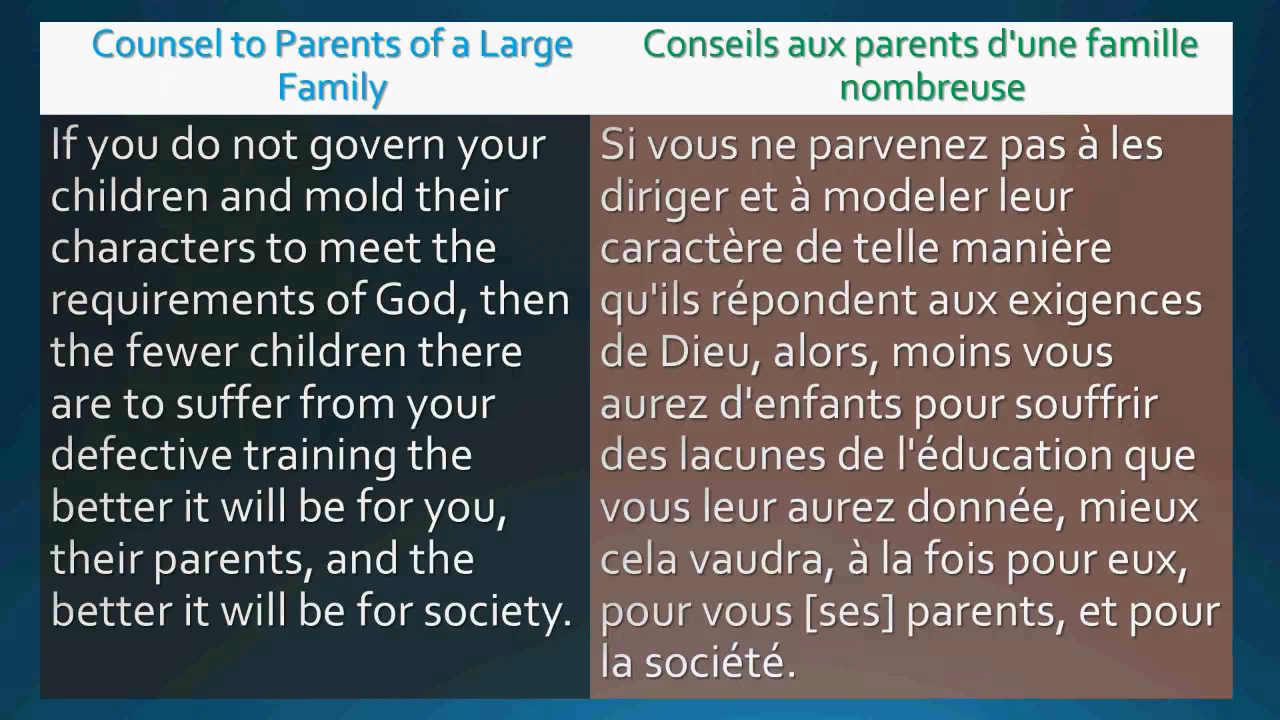 Counsel to Parents of a Large
Family
If you do not govern your
children and mold their
characters to meet the
requirements of God, then
the fewer children there
are to suffer from your
defective training the
better it will be for you,
their parents, and the
better it will be for society.
Conseils aux parents d'une famille
nombreuse
Si vous ne parvenez pas à les
diriger et à modeler leur
caractère de telle manière
qu'ils répondent aux exigences
de Dieu, alors, moins vous
aurez d'enfants pour souffrir
des lacunes de l'éducation que
vous leur aurez donnée, mieux
cela vaudra, à la fois pour eux,
pour vous [ses] parents, et pour
la société.